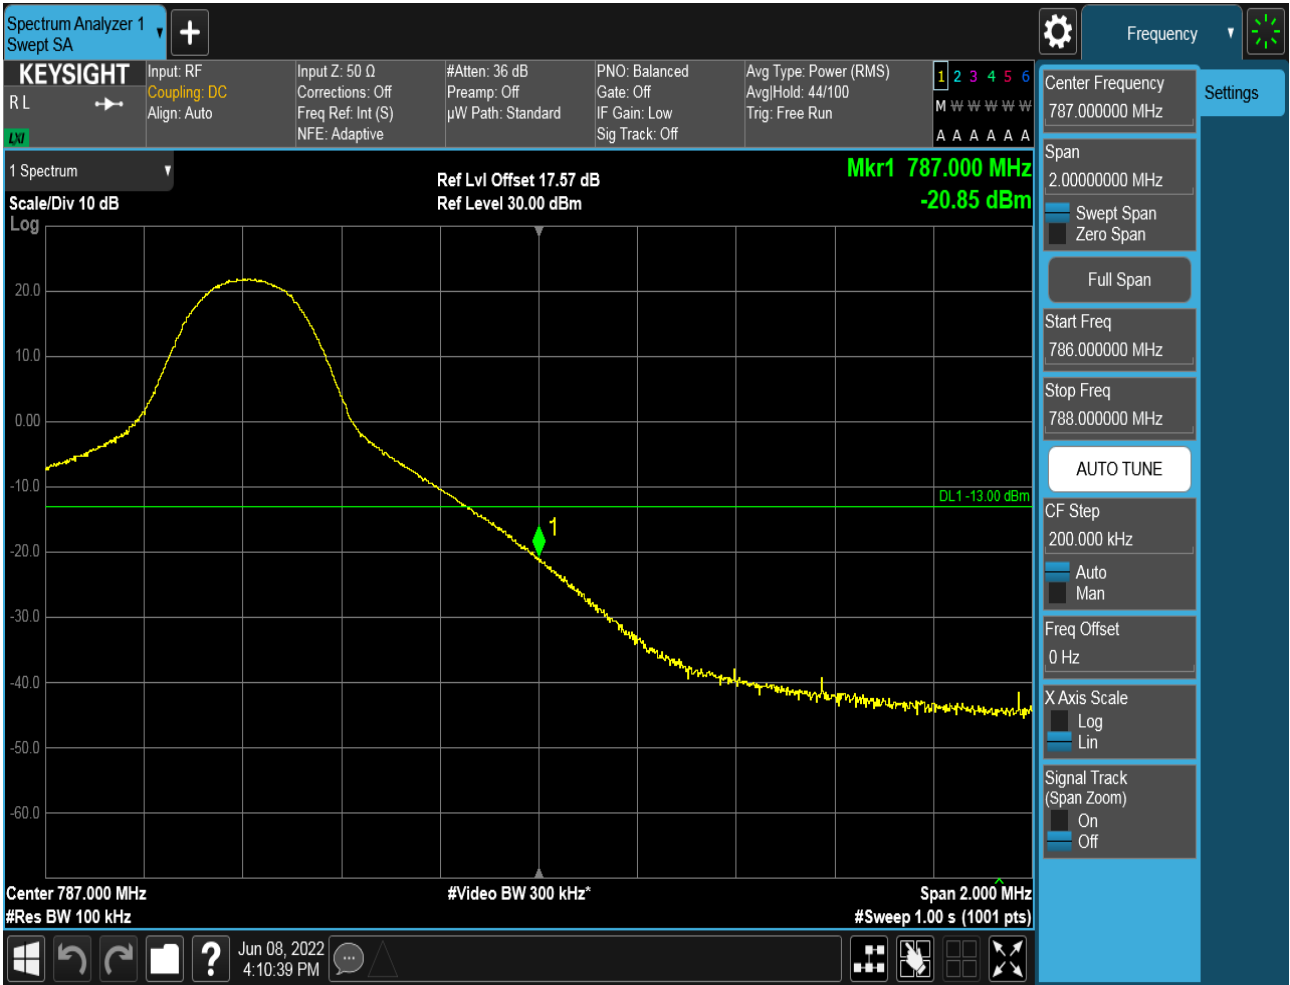 Spectrum Analyzer 1
Swept SA
Frequency
KEYSIGHT
R L
LXI
Input: RF
Coupling: DC
Align: Auto
Input Z: 50 Ω
Corrections: Off
Freq Ref: Int (S)
NFE: Adaptive
#Atten: 36 dB
Preamp: Off
µW Path: Standard
PNO: Balanced
Gate: Off
IF Gain: Low
Sig Track: Off
Avg Type: Power (RMS)
Avg|Hold: 44/100
Trig: Free Run
1 2 3 4 5 6
M W W W W W
A A A A A A
1 Spectrum
Scale/Div 10 dB
Log
Ref Lvl Offset 17.57 dB
Ref Level 30.00 dBm
Mkr1 787.000 MHz
-20.85 dBm
20.0
10.0
0.00
-10.0
-20.0
-30.0
-40.0
-50.0
-60.0
DL1 -13.00 dBm
1
Center 787.000 MHz
#Res BW 100 kHz
#Video BW 300 kHz*
Span 2.000 MHz
#Sweep 1.00 s (1001 pts)
Center Frequency
787.000000 MHz
Span
2.00000000 MHz
Swept Span
Zero Span
Full Span
Start Freq
786.000000 MHz
Stop Freq
788.000000 MHz
AUTO TUNE
CF Step
200.000 kHz
Auto
Man
Freq Offset
0 Hz
X Axis Scale
Log
Lin
Signal Track
(Span Zoom)
On
Off
Settings
?
Jun 08, 2022
4:10:39 PM